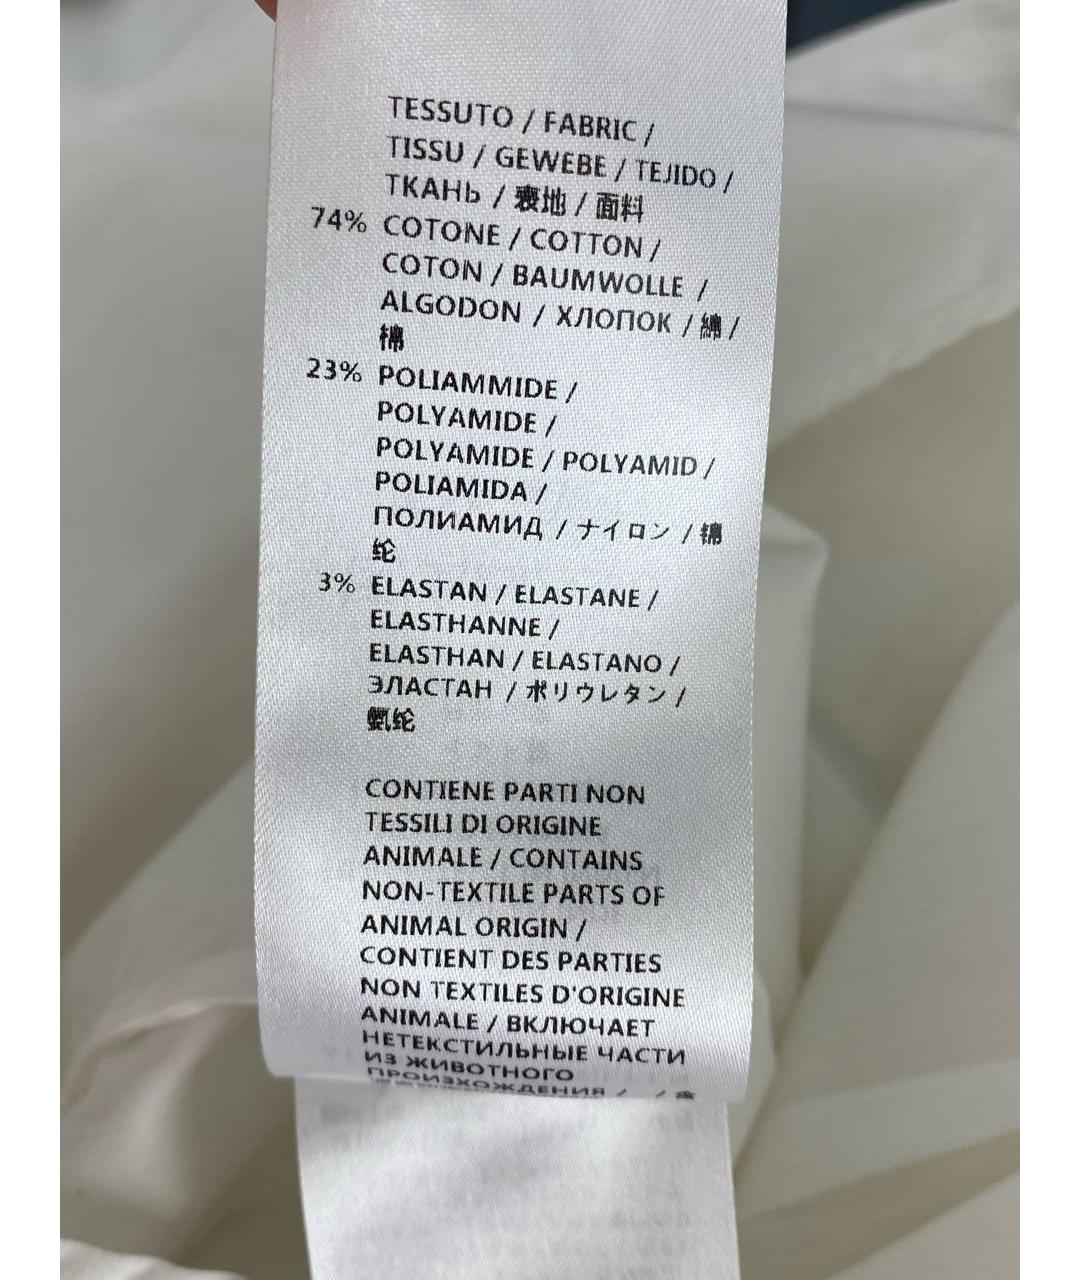 TESSUTO / FABRIC /
TISSU / GEWEBE / TEJIDO /
ТКАНЬ / 表地 / 面料
74% COTONE / COTTON /
COTON / BAUMWOLLE /
ALGODON / ХЛОПОК / 綿 /
棉
23% POLIAMMIDE /
POLYAMIDE /
POLYAMIDE / POLYAMID /
POLIAMIDA /
ПОЛИАМИД / ナイロン / 锦
纶
3% ELASTAN / ELASTANE /
ELASTHANNE /
ELASTHAN / ELASTANO /
ЭЛАСТАН / ポリウレタン /
氨纶
CONTIENE PARTI NON
TESSILI DI ORIGINE
ANIMALE / CONTAINS
NON-TEXTILE PARTS OF
ANIMAL ORIGIN /
CONTIENT DES PARTIES
NON TEXTILES D'ORIGINE
ANIMALE / ВКЛЮЧАЕТ
НЕТЕКСТИЛЬНЫЕ ЧАСТИ
ИЗ ЖИВОТНОГО
ПРОИЗХОЖДЕНИЯ /